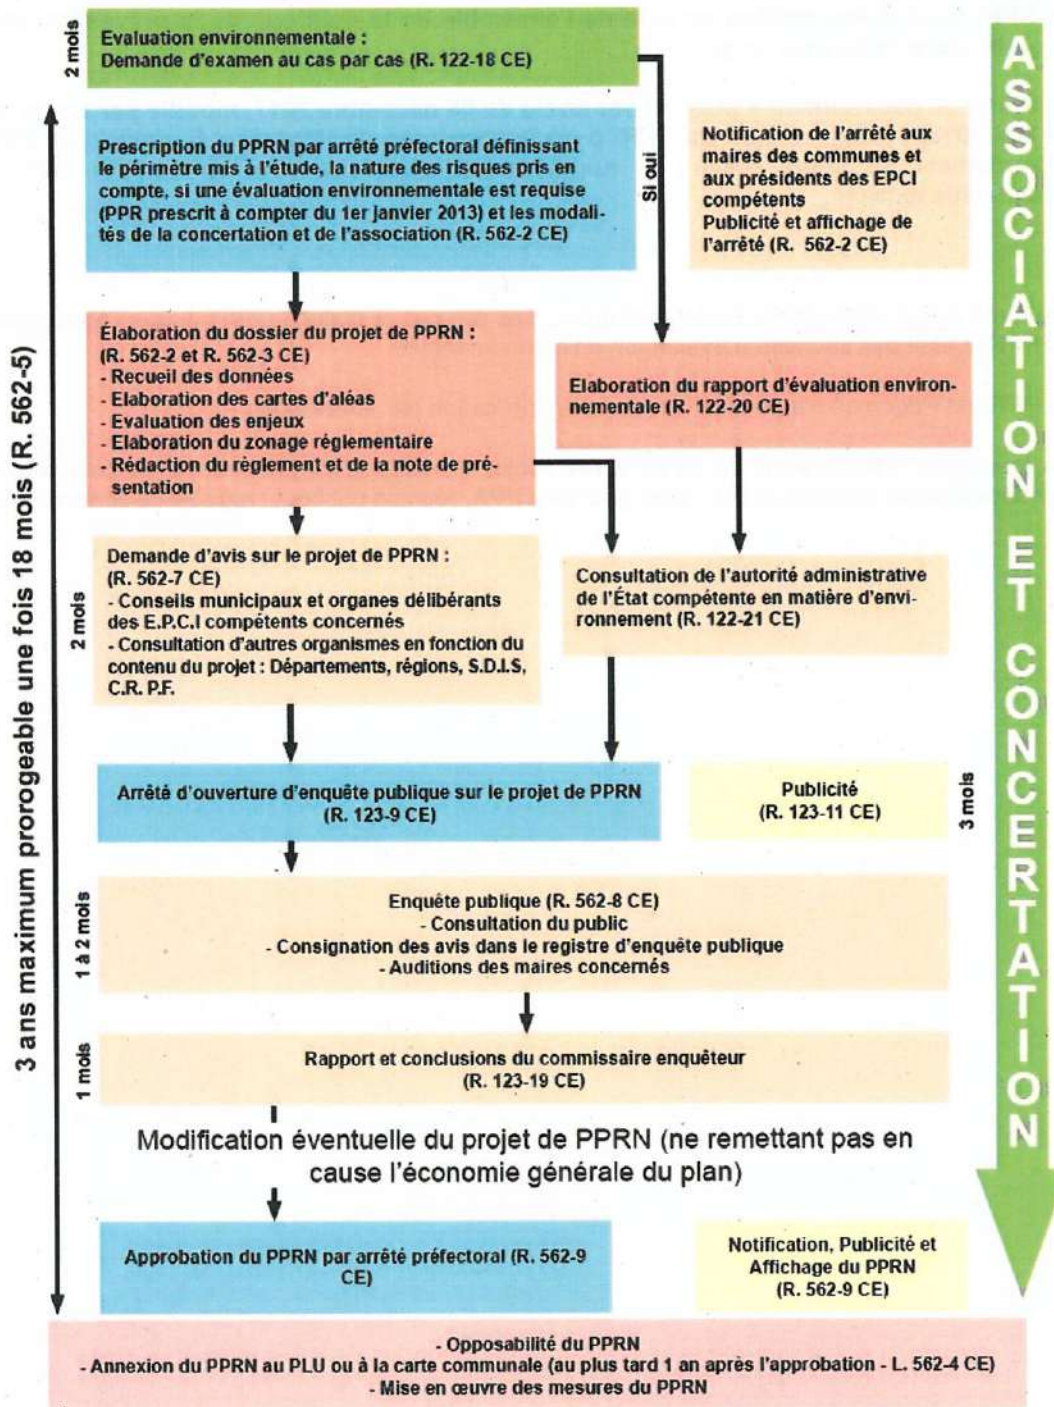 2 mois
Evaluation environnementale :
Demande d'examen au cas par cas (R. 122-18 CE)
3 ans maximum prorogeable une fois 18 mois (R. 562-5)
Prescription du PPRN par arrêté préfectoral définissant
le périmètre mis à l'étude, la nature des risques pris en
compte, si une évaluation environnementale est requise
(PPR prescrit à compter du 1er janvier 2013) et les modali-
tés de la concertation et de l'association (R. 562-2 CE)
Si oui
Notification de l'arrêté aux
maires des communes et
aux présidents des EPCI
compétents
Publicité et affichage de
l'arrêté (R. 562-2 CE)
ASSOCIATION ET CONCERTATION
Élaboration du dossier du projet de PPRN :
(R. 562-2 et R. 562-3 CE)
- Recueil des données
- Elaboration des cartes d'aléas
- Evaluation des enjeux
- Elaboration du zonage réglementaire
- Rédaction du règlement et de la note de pré-
sentation
Elaboration du rapport d'évaluation environ-
nementale (R. 122-20 CE)
2 mois
Demande d'avis sur le projet de PPRN :
(R. 562-7 CE)
- Conseils municipaux et organes délibérants
des E.P.C.I compétents concernés
- Consultation d'autres organismes en fonction du
contenu du projet : Départements, régions, S.D.I.S,
C.R. P.F.
Consultation de l'autorité administrative
de l'État compétente en matière d'envi-
ronnement (R. 122-21 CE)
Arrêté d'ouverture d'enquête publique sur le projet de PPRN
(R. 123-9 CE)
Publicité
(R. 123-11 CE)
3 mois
1 à 2 mois
Enquête publique (R. 562-8 CE)
- Consultation du public
- Consignation des avis dans le registre d'enquête publique
- Auditions des maires concernés
1 mois
Rapport et conclusions du commissaire enquêteur
(R. 123-19 CE)
Modification éventuelle du projet de PPRN (ne remettant pas en
cause l'économie générale du plan)
Approbation du PPRN par arrêté préfectoral (R. 562-9
CE)
Notification, Publicité et
Affichage du PPRN
(R. 562-9 CE)
- Opposabilité du PPRN
- Annexion du PPRN au PLU ou à la carte communale (au plus tard 1 an après l'approbation - L. 562-4 CE)
- Mise en œuvre des mesures du PPRN